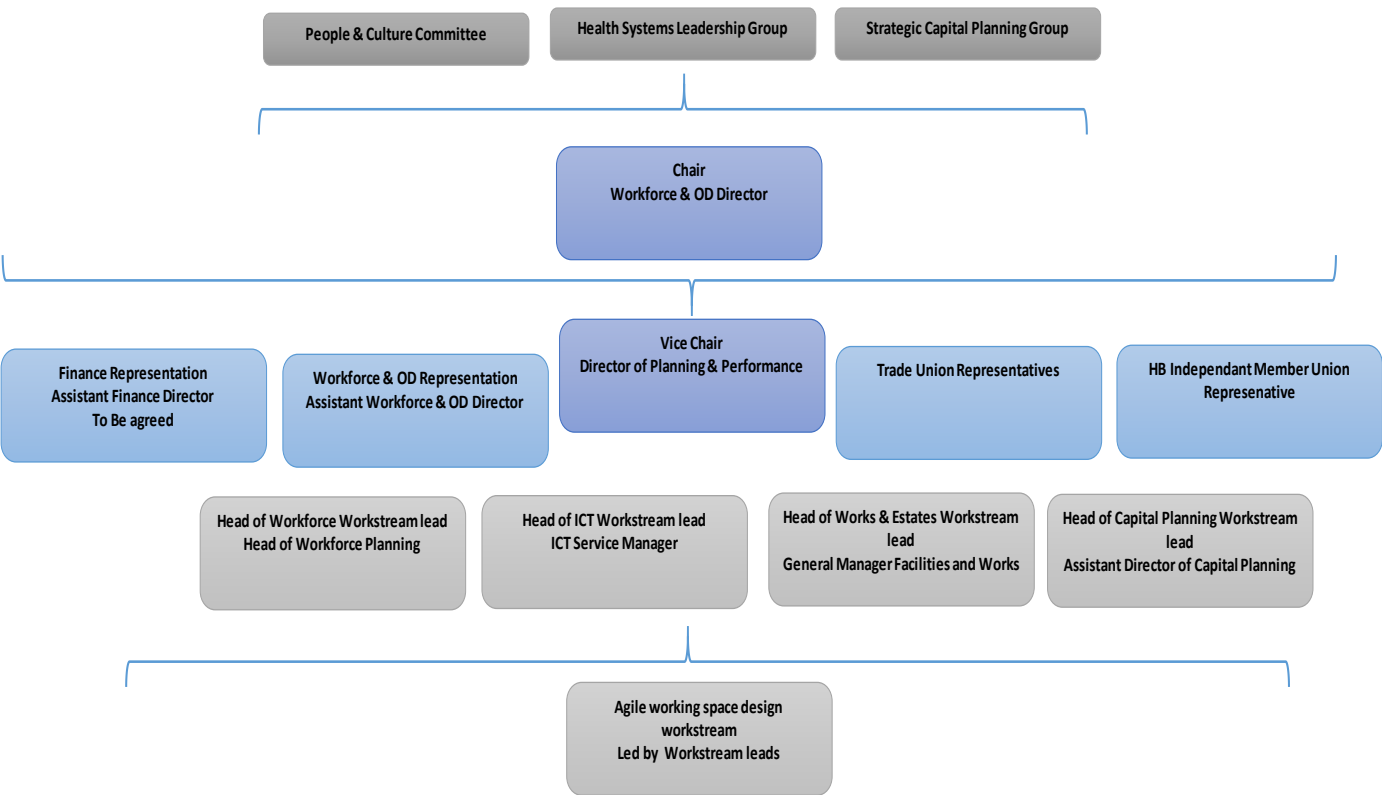 People & Culture Committee
Health Systems Leadership Group
Strategic Capital Planning Group
Chair
Workforce & OD Director
Vice Chair
Director of Planning & Performance
Finance Representation
Assistant Finance Director
To Be agreed
Workforce & OD Representation
Assistant Workforce & OD Director
Trade Union Representatives
HB Independant Member Union
Represenative
Head of Workforce Workstream lead
Head of Workforce Planning
Head of ICT Workstream lead
ICT Service Manager
Head of Works & Estates Workstream
lead
General Manager Facilities and Works
Head of Capital Planning Workstream
lead
Assistant Director of Capital Planning
Agile working space design
workstream
Led by Workstream leads